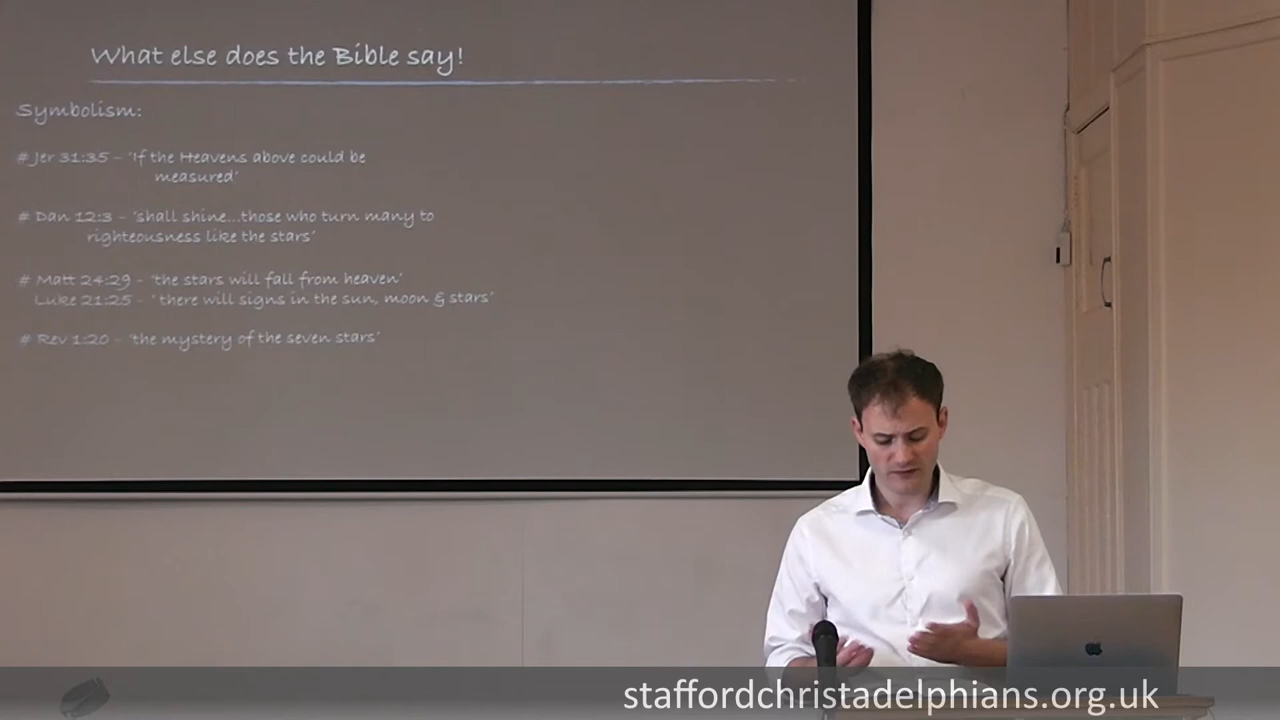 What else does the Bible say!
Symbolism:
# Jer 31:35 - 'If the Heavens above could be
measured'
# Dan 12:3 - 'shall shine...those who turn many to
righteousness like the stars'
# Matt 24:29 - 'the stars will fall from heaven'
Luke 21:25 - 'there will signs in the sun, moon & stars'
# Rev 1:20 - 'the mystery of the seven stars'
staffordchristadelphians.org.uk